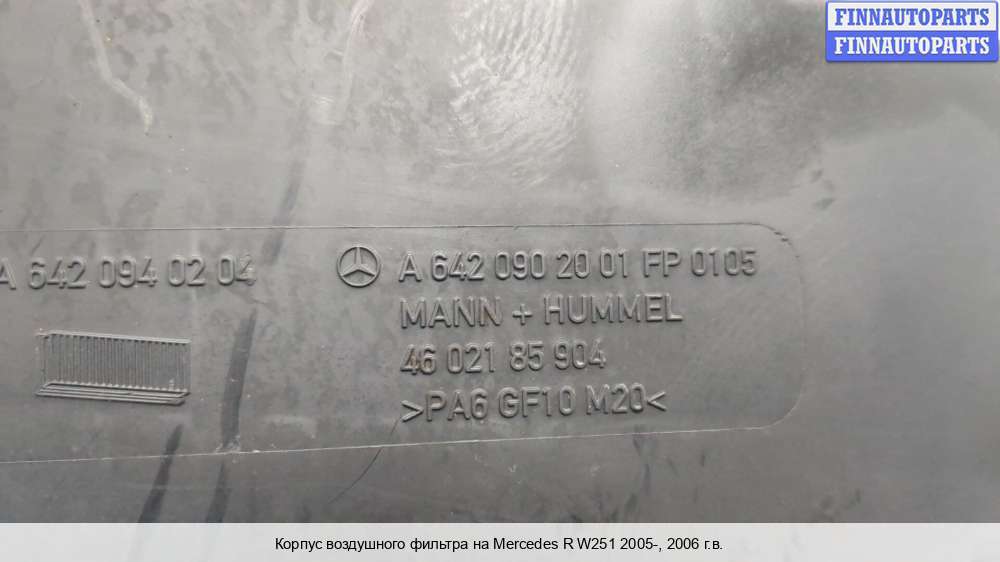 FINNAUTOPARTS
FINNAUTOPARTS
A 642 094 02 04
A 642 090 20 01 FP 0105
MANN + HUMMEL
46 021 85 904
>PA6 GF10 M20<
Корпус воздушного фильтра на Mercedes R W251 2005-, 2006 г.в.